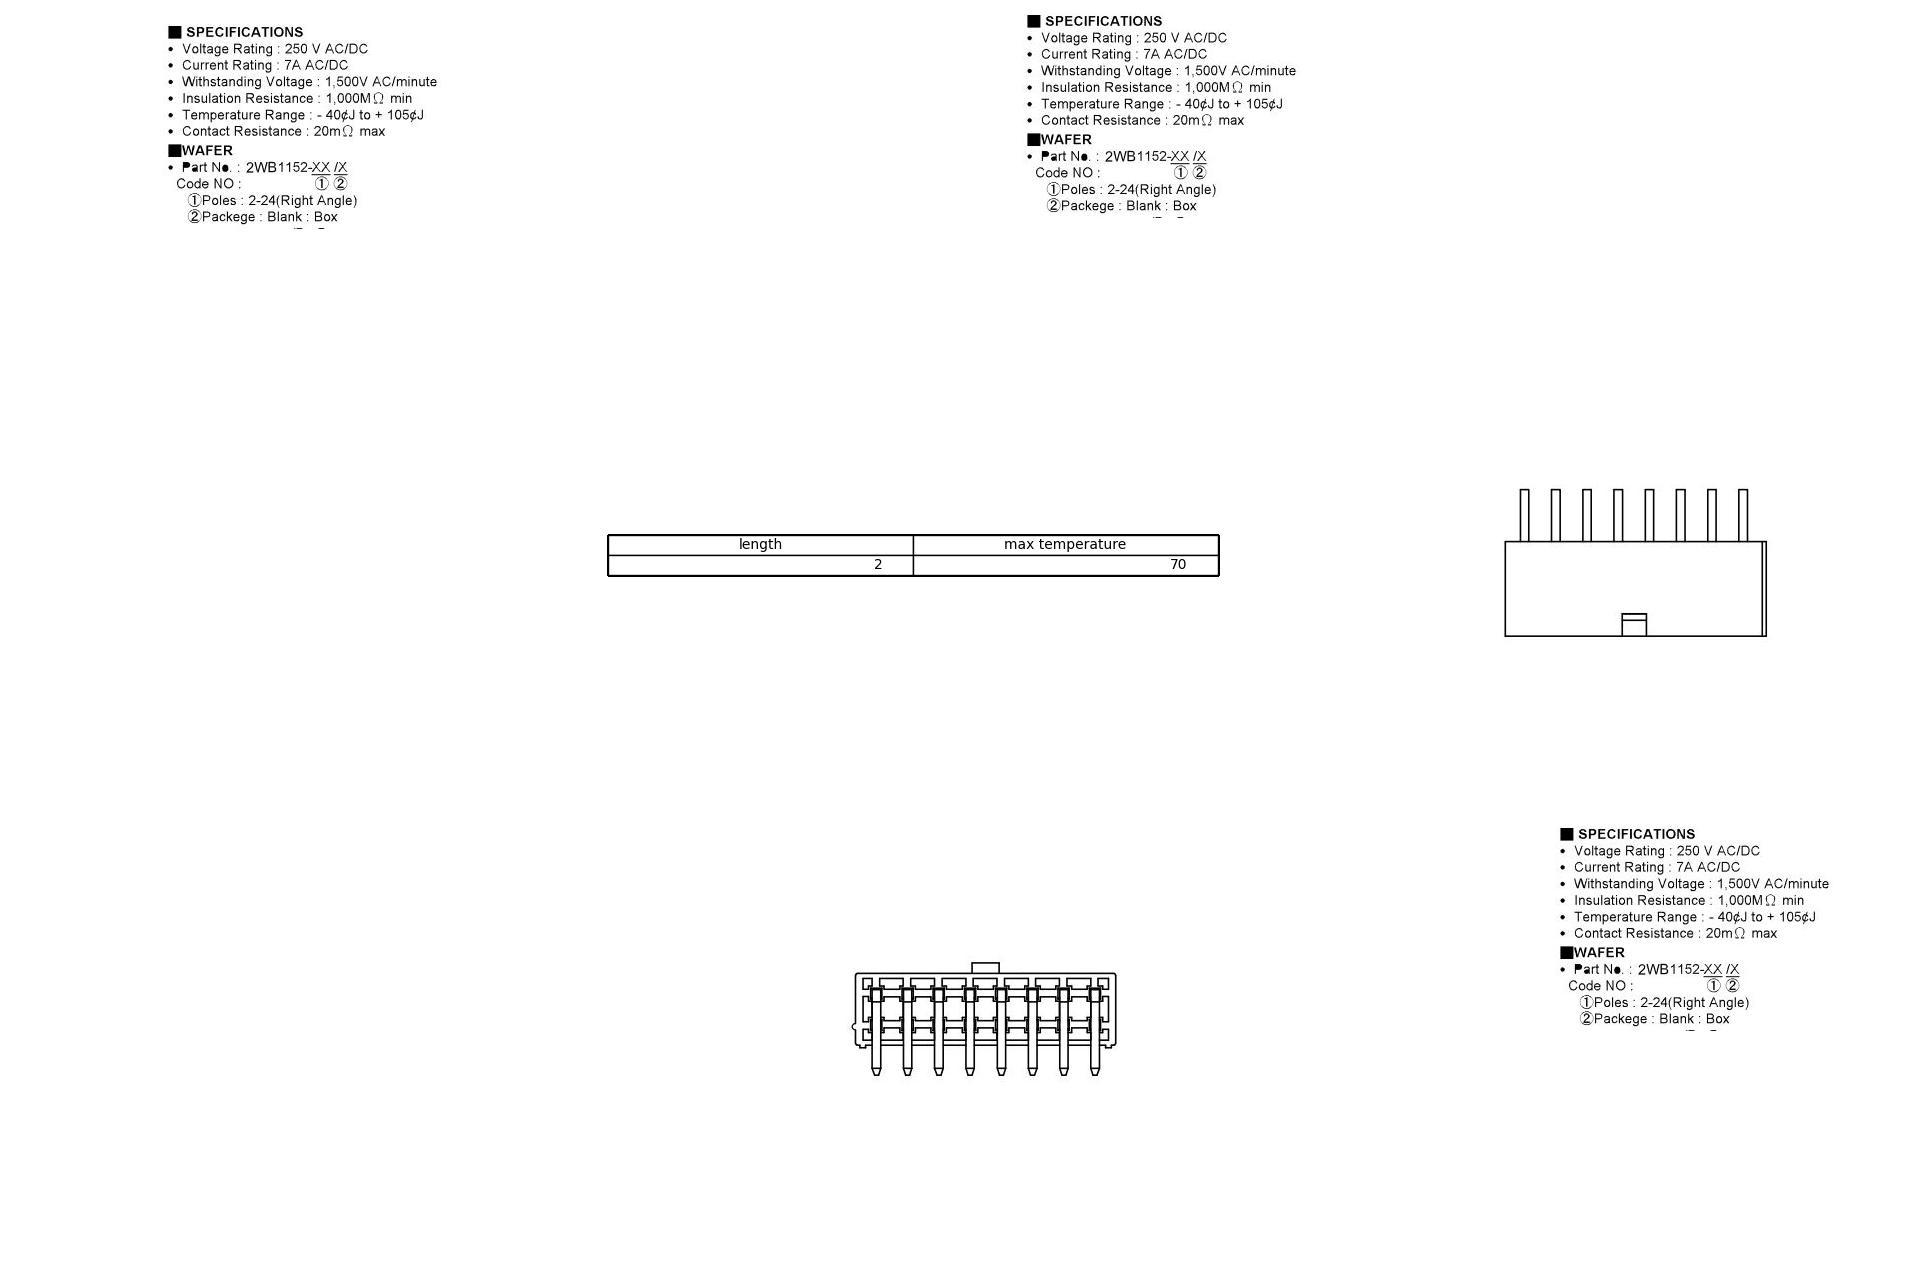 ■ SPECIFICATIONS
• Voltage Rating : 250 V AC/DC
• Current Rating : 7A AC/DC
• Withstanding Voltage : 1,500V AC/minute
• Insulation Resistance : 1,000MΩ min
• Temperature Range : - 40¢J to + 105¢J
• Contact Resistance : 20mΩ max
■WAFER
• Part No. : 2WB1152-XX /X
Code NO : ① ②
①Poles : 2-24(Right Angle)
②Packege : Blank : Box
■ SPECIFICATIONS
• Voltage Rating : 250 V AC/DC
• Current Rating : 7A AC/DC
• Withstanding Voltage : 1,500V AC/minute
• Insulation Resistance : 1,000MΩ min
• Temperature Range : - 40¢J to + 105¢J
• Contact Resistance : 20mΩ max
■WAFER
• Part No. : 2WB1152-XX /X
Code NO : ① ②
①Poles : 2-24(Right Angle)
②Packege : Blank : Box
length max temperature
2 70
■ SPECIFICATIONS
• Voltage Rating : 250 V AC/DC
• Current Rating : 7A AC/DC
• Withstanding Voltage : 1,500V AC/minute
• Insulation Resistance : 1,000MΩ min
• Temperature Range : - 40¢J to + 105¢J
• Contact Resistance : 20mΩ max
■WAFER
• Part No. : 2WB1152-XX /X
Code NO : ① ②
①Poles : 2-24(Right Angle)
②Packege : Blank : Box